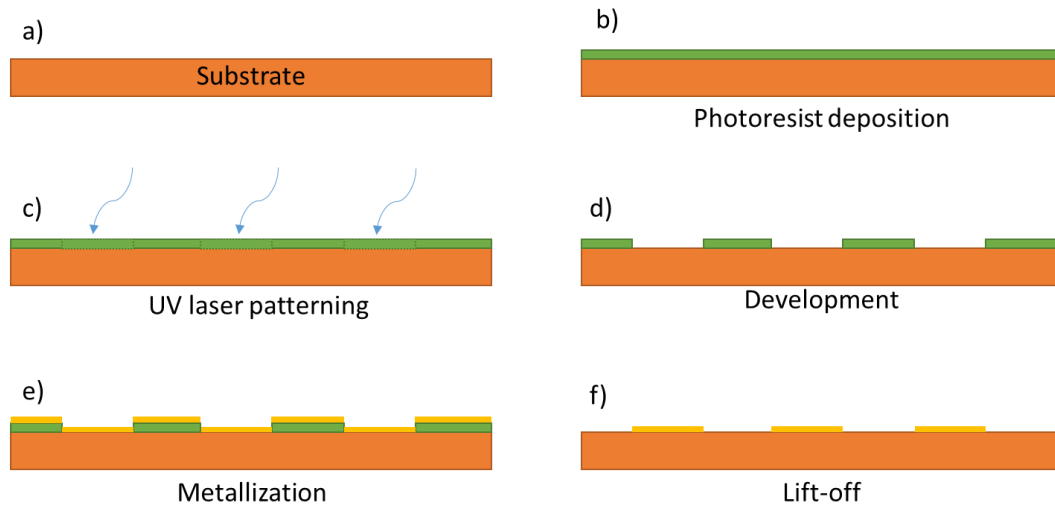 a)
Substrate
b)
Photoresist deposition
c)
UV laser patterning
d)
Development
e)
Metallization
f)
Lift-off